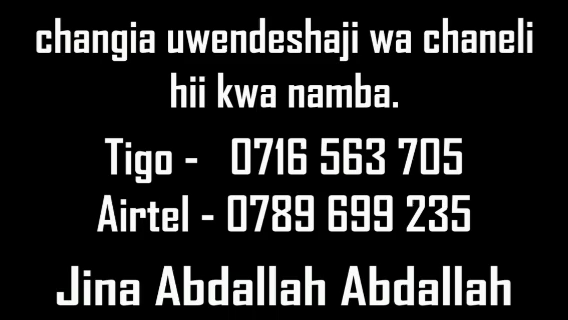 changia uwendeshaji wa chaneli
hii kwa namba.
Tigo - 0716 563 705
Airtel - 0789 699 235
Jina Abdallah Abdallah